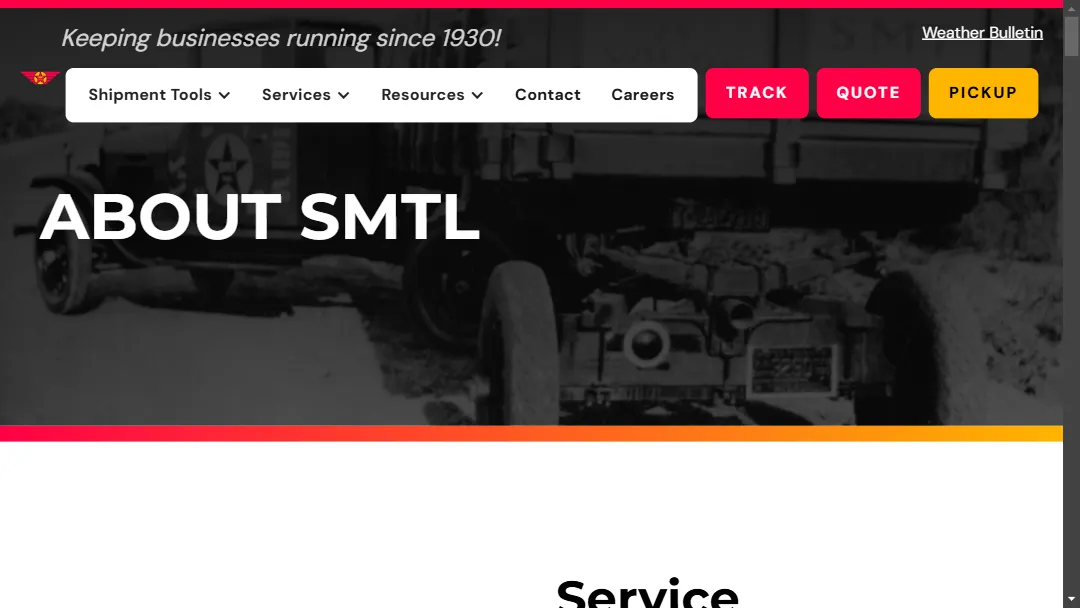 Keeping businesses running since 1930!
Weather Bulletin
Shipment Tools
Services
Resources
Contact
Careers
TRACK
QUOTE
PICKUP
ABOUT SMTL
Service